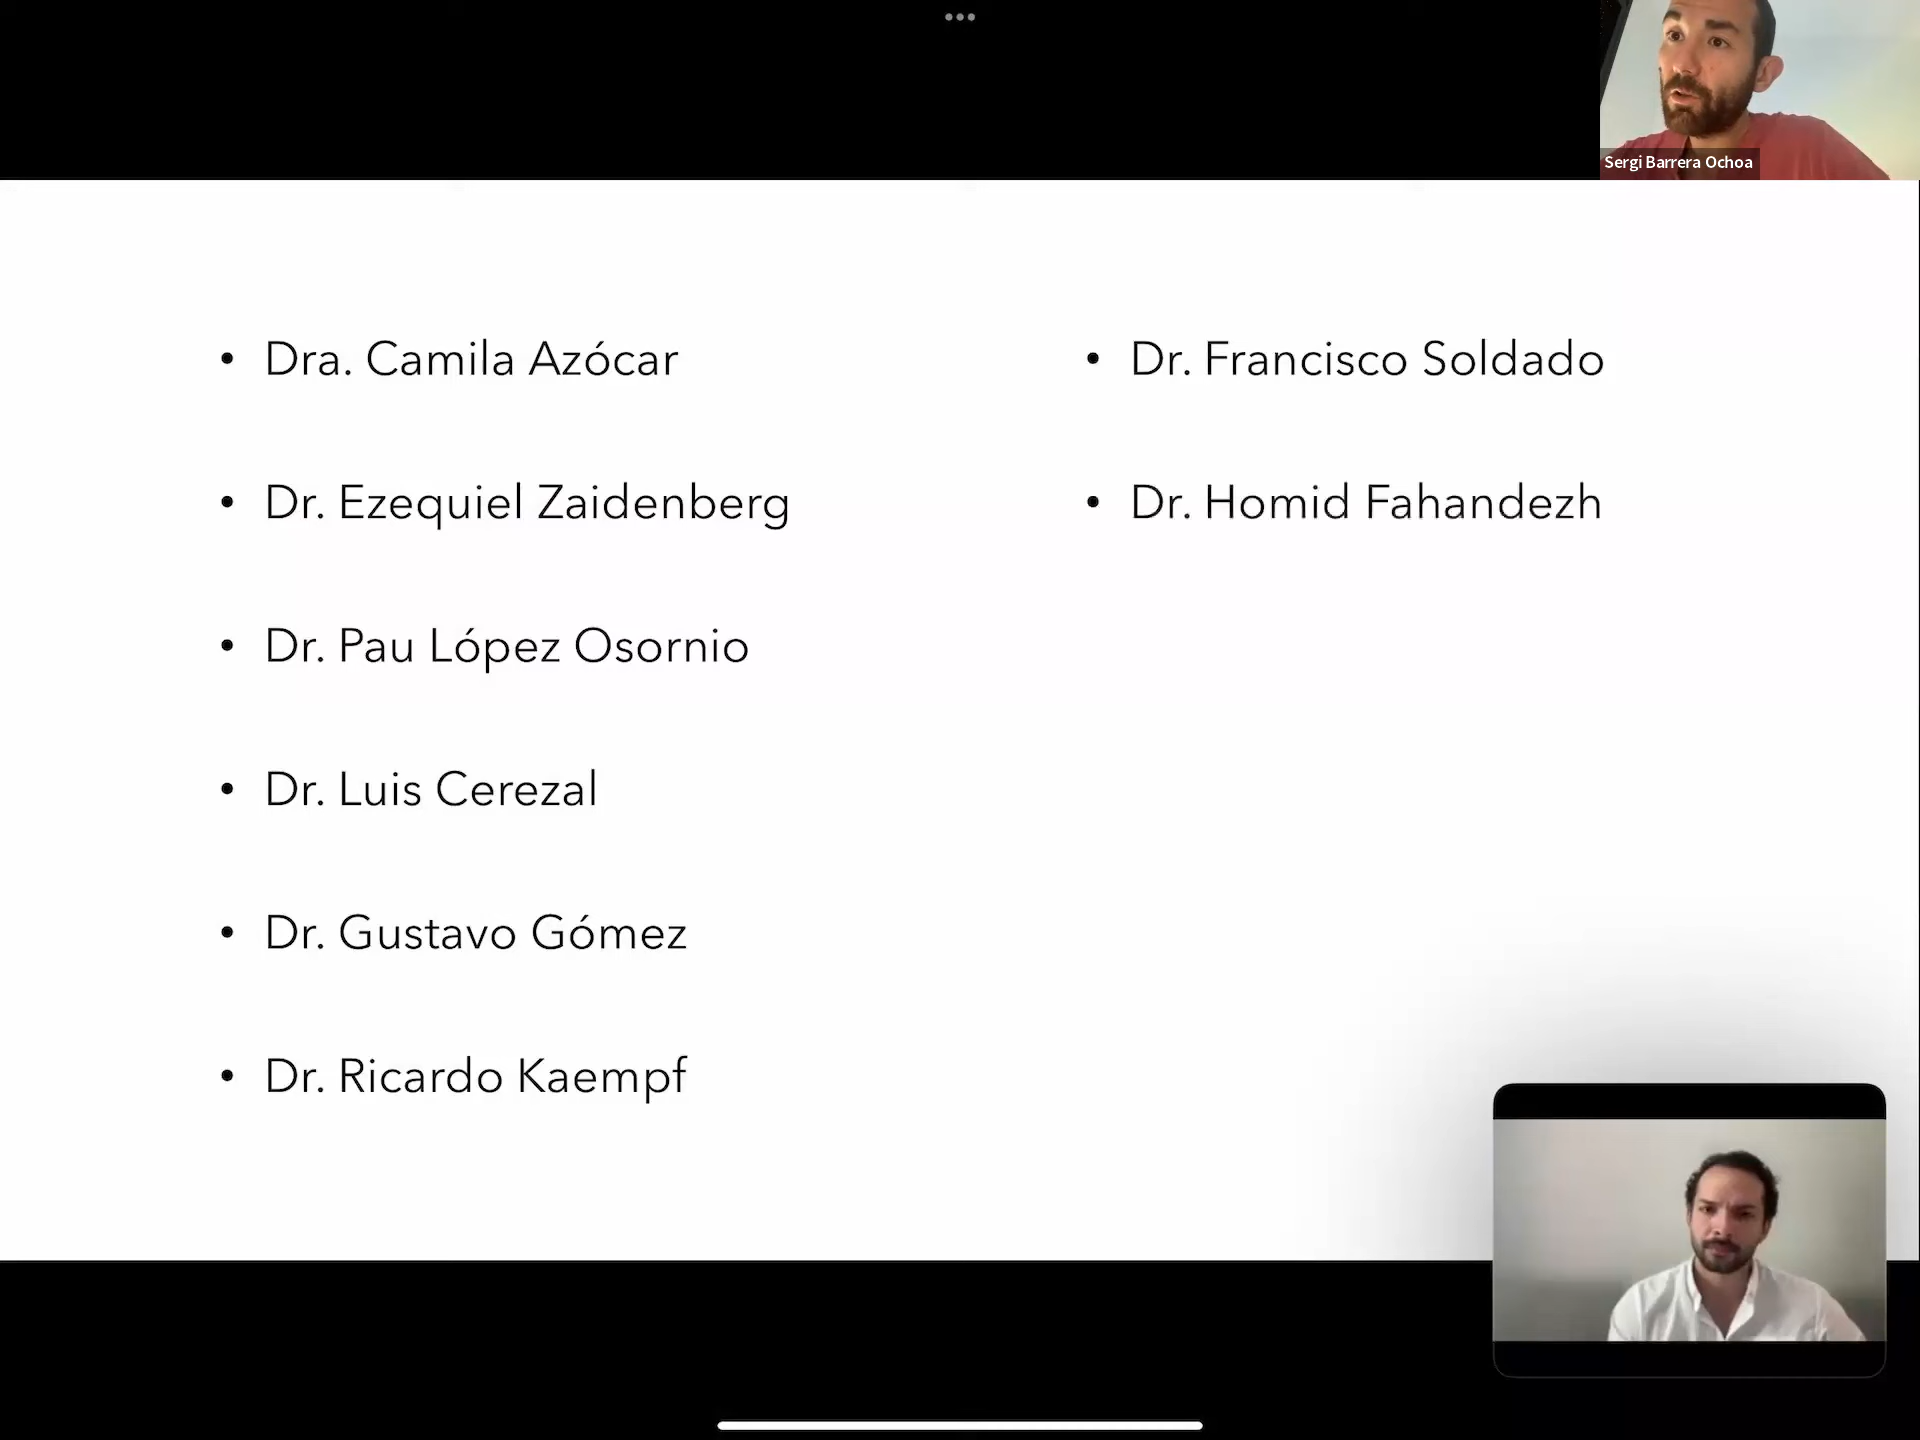 Sergi Barrera Ochoa
• Dra. Camila Azócar
• Dr. Ezequiel Zaidenberg
• Dr. Pau López Osornio
• Dr. Luis Cerezal
• Dr. Gustavo Gómez
• Dr. Ricardo Kaempf
• Dr. Francisco Soldado
• Dr. Homid Fahandezh